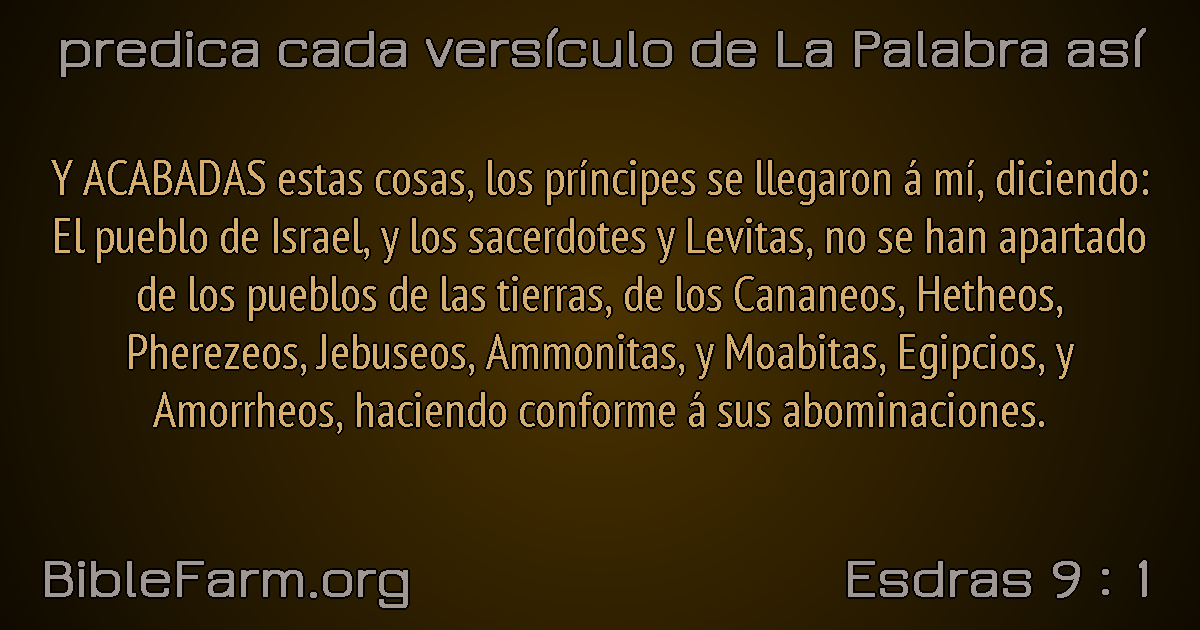 predica cada versículo de La Palabra así
Y ACABADAS estas cosas, los príncipes se llegaron á mí, diciendo:
El pueblo de Israel, y los sacerdotes y Levitas, no se han apartado
de los pueblos de las tierras, de los Cananeos, Hetheos,
Pherezeos, Jebuseos, Ammonitas, y Moabitas, Egipcios, y
Amorrheos, haciendo conforme á sus abominaciones.
BibleFarm.org
Esdras 9 : 1